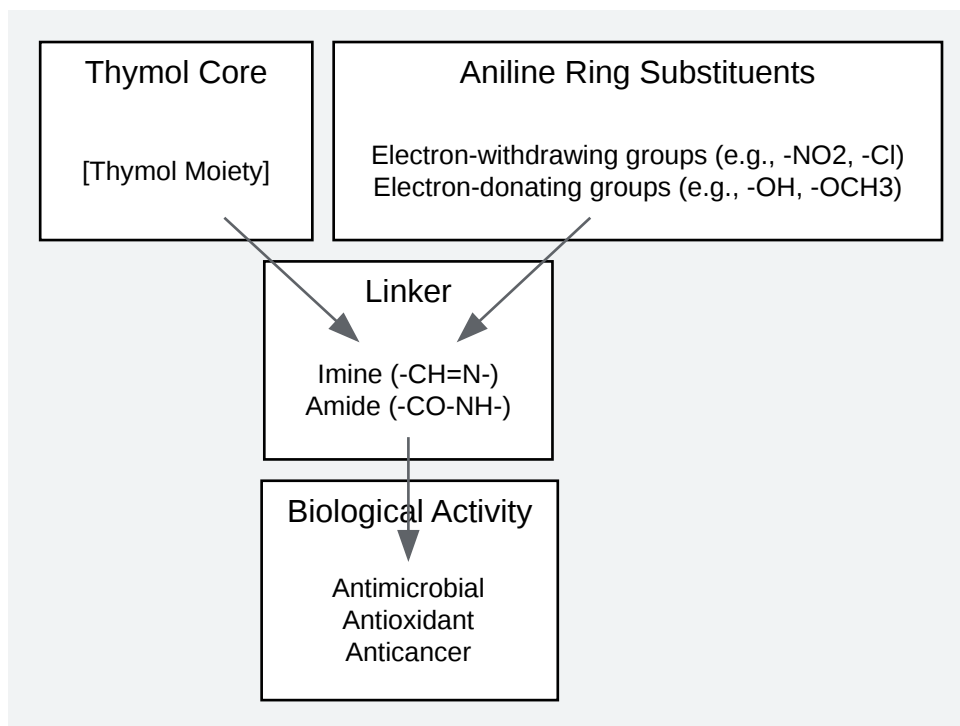 Thymol Core
[Thymol Moiety]
Aniline Ring Substituents
Electron-withdrawing groups (e.g., -NO2, -Cl)
Electron-donating groups (e.g., -OH, -OCH3)
Linker
Imine (-CH=N-)
Amide (-CO-NH-)
Biological Activity
Antimicrobial
Antioxidant
Anticancer